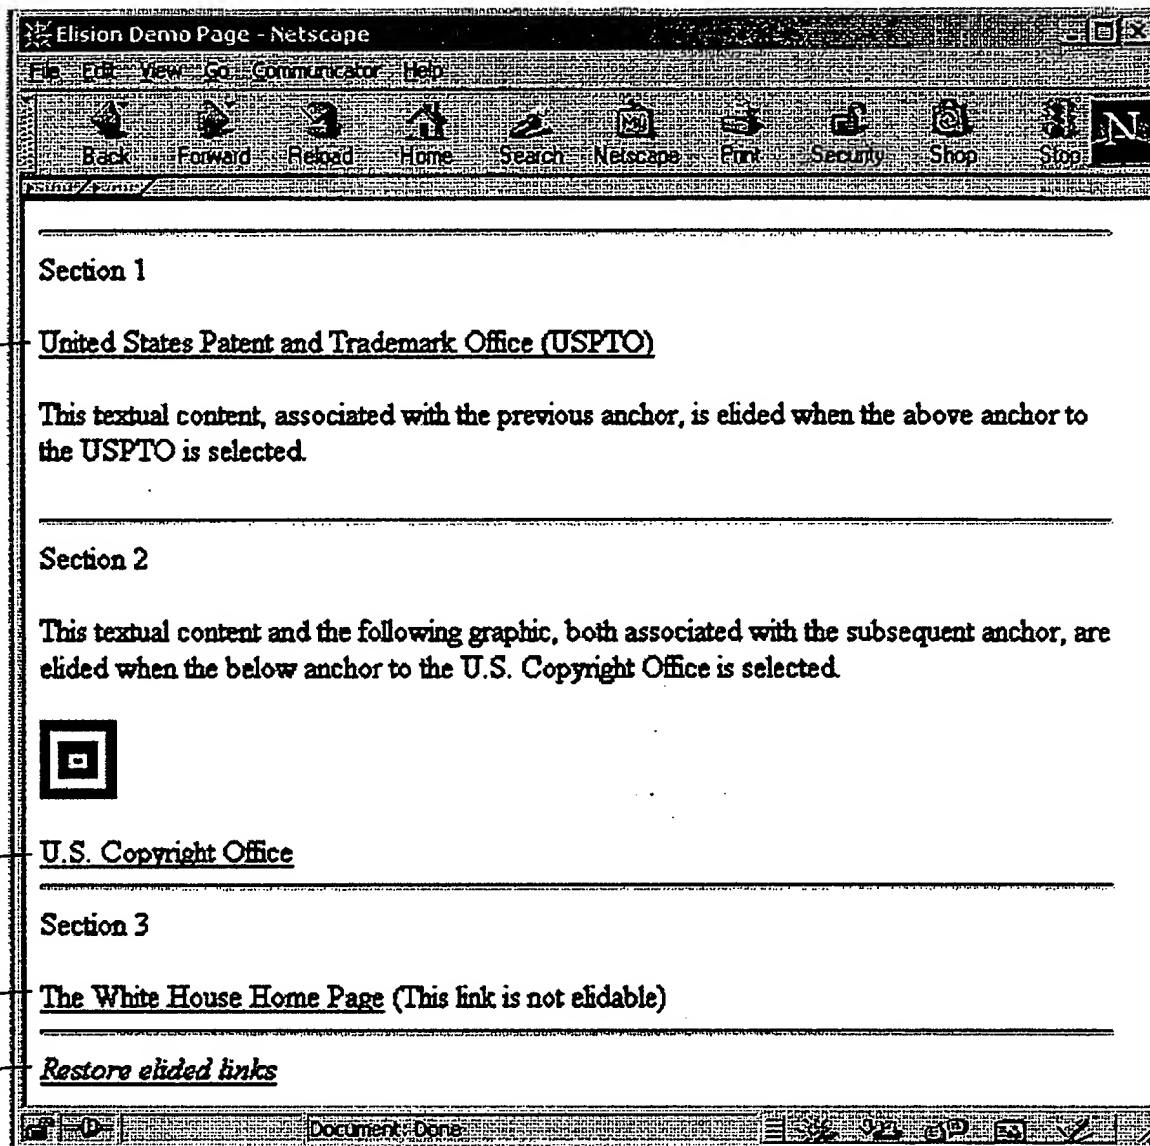 Elision Demo Page - Netscape
File Edit View Go Communicator Help
My N
Back Forward Reload Home Search Netscape Print Security Shop Stop
Section 1
United States Patent and Trademark Office (USPTO)
This textual content, associated with the previous anchor, is elided when the above anchor to
the USPTO is selected.
Section 2
This textual content and the following graphic, both associated with the subsequent anchor, are
elided when the below anchor to the U.S. Copyright Office is selected.
U.S. Copyright Office
Section 3
The White House Home Page (This link is not elidable)
Restore elided links
Document: Done